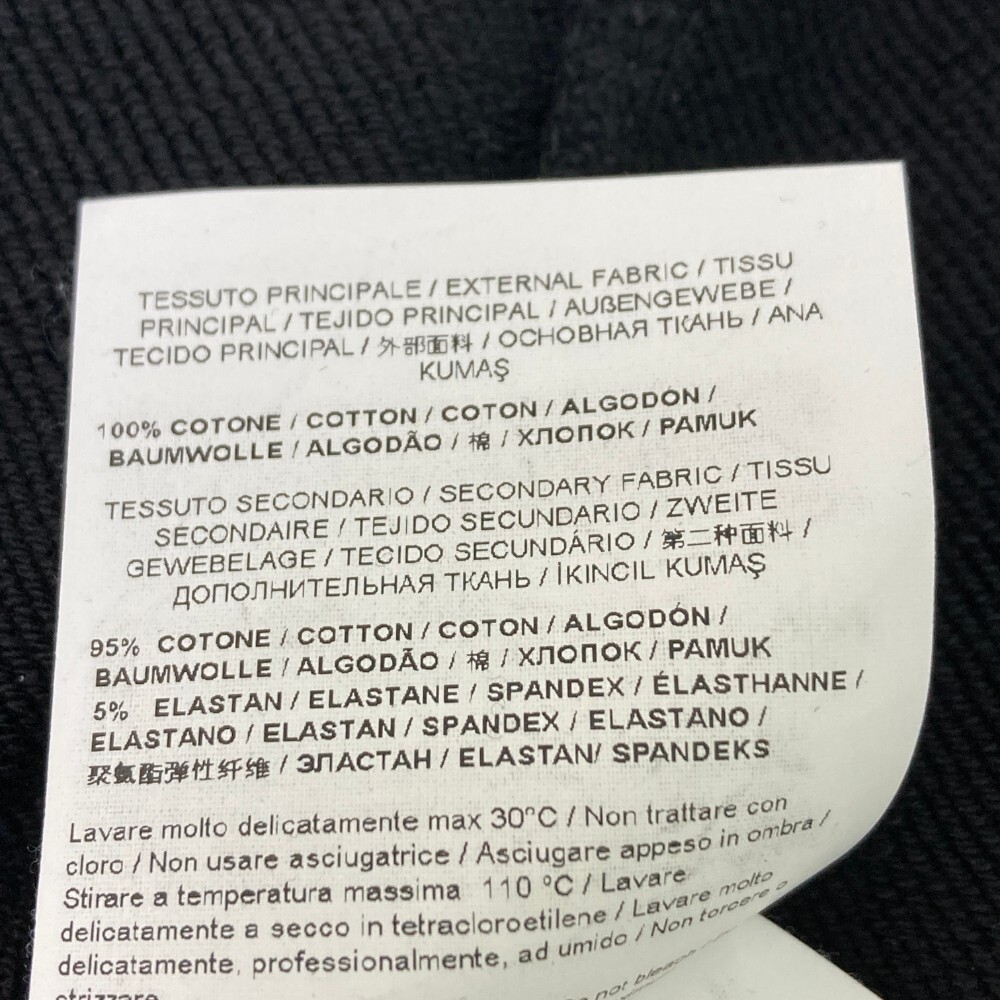 TESSUTO PRINCIPALE / EXTERNAL FABRIC / TISSU
PRINCIPAL / TEJIDO PRINCIPAL / AUßENGEWEBE /
TECIDO PRINCIPAL / 外部面料 / ОСНОВНАЯ ТКАНЬ / ANA
KUMAŞ
100% COTONE / COTTON / COTON / ALGODÓN /
BAUMWOLLE / ALGODÃO / 棉 / ХЛОПОК / PAMUK
TESSUTO SECONDARIO / SECONDARY FABRIC / TISSU
SECONDAIRE / TEJIDO SECUNDARIO / ZWEITE
GEWEBELAGE / TECIDO SECUNDÁRIO / 第二种面料 /
ДОПОЛНИТЕЛЬНАЯ ТКАНЬ / İKINCIL KUMAŞ
95% COTONE / COTTON / COTON / ALGODÓN /
BAUMWOLLE / ALGODÃO / 棉 / ХЛОПОК / PAMUK
5% ELASTAN / ELASTANE / SPANDEX / ÉLASTHANNE /
ELASTANO / ELASTAN / SPANDEX / ELASTANO /
聚氨酯弹性纤维 / ЭЛАСТАН / ELASTAN/ SPANDEKS
Lavare molto delicatamente max 30°C / Non trattare con
cloro / Non usare asciugatrice / Asciugare appeso in ombra /
Stirare a temperatura massima 110 °C / Lavare
delicatamente a secco in tetracloroetilene / Lavare molto
delicatamente, professionalmente, ad umido / Non torcere o
strizzare
not bleach